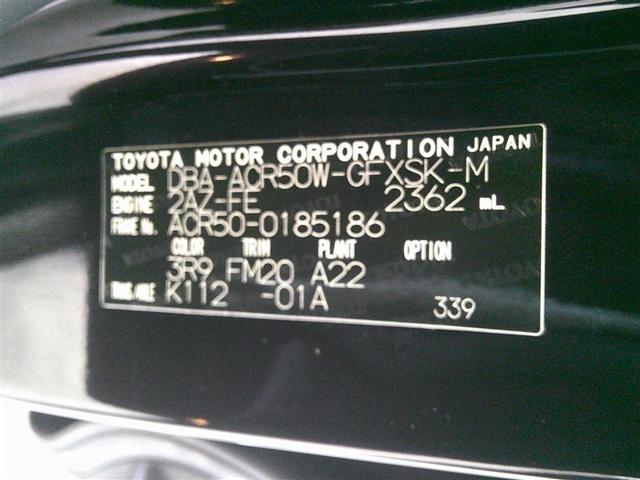 TOYOTA MOTOR CORPORATION JAPAN
MODEL DBA-ACR50W-GFXSK-M
ENGINE 2AZ-FE 2362 mL
FRAME No. ACR50-0185186
COLOR TRIM PLANT OPTION
3R9 FM20 A22
TRANS/AXLE K112 -01A 339